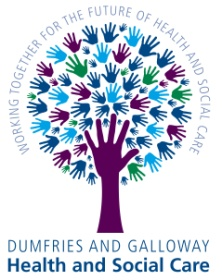 WORKING TOGETHER FOR THE FUTURE OF HEALTH AND SOCIAL CARE
DUMFRIES AND GALLOWAY
Health and Social Care